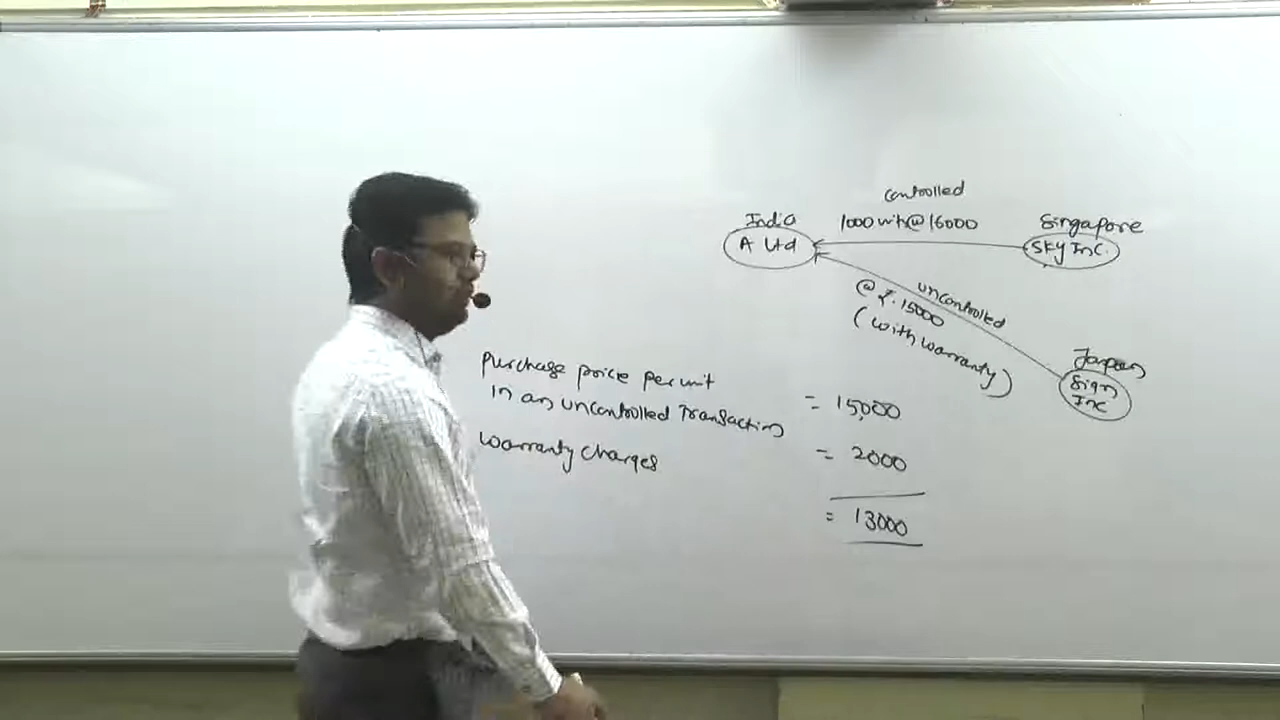 controlled
India
1000 units @ 16000
Singapore
A Ltd
Sky Inc.
uncontrolled
@ ₹. 15000
(with warranty)
Japan
Sign
Inc
Purchase price per unit
in an uncontrolled Transaction = 15,000
Warranty charges = 2000
= 13000